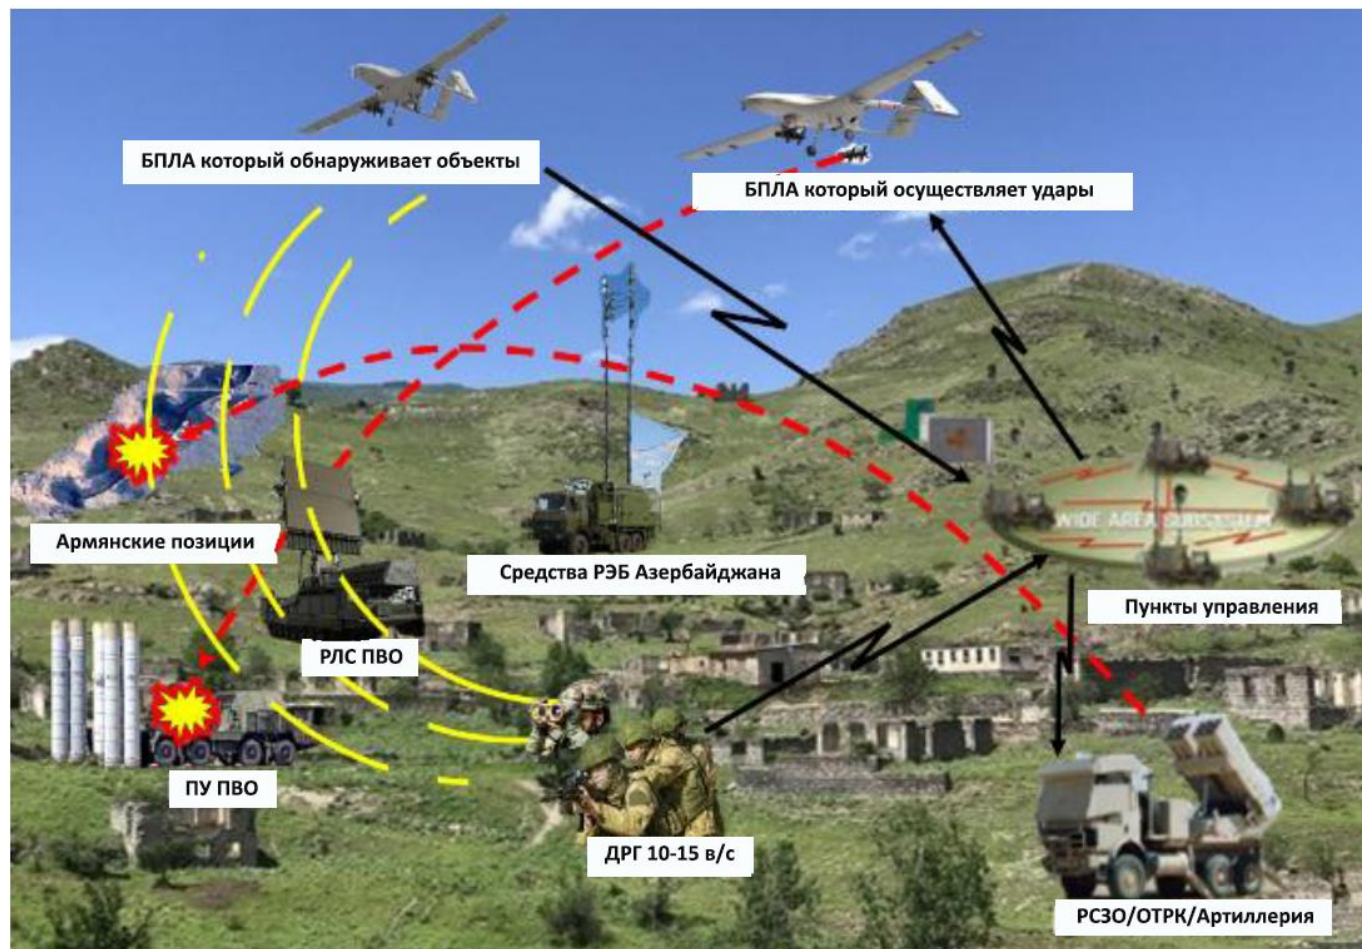 БПЛА который обнаруживает объекты
БПЛА который осуществляет удары
Армянские позиции
Средства РЭБ Азербайджана
WIDE AREA SUBSYSTEM
Пункты управления
РЛС ПВО
ПУ ПВО
ДРГ 10-15 в/с
РСЗО/ОТРК/Артиллерия